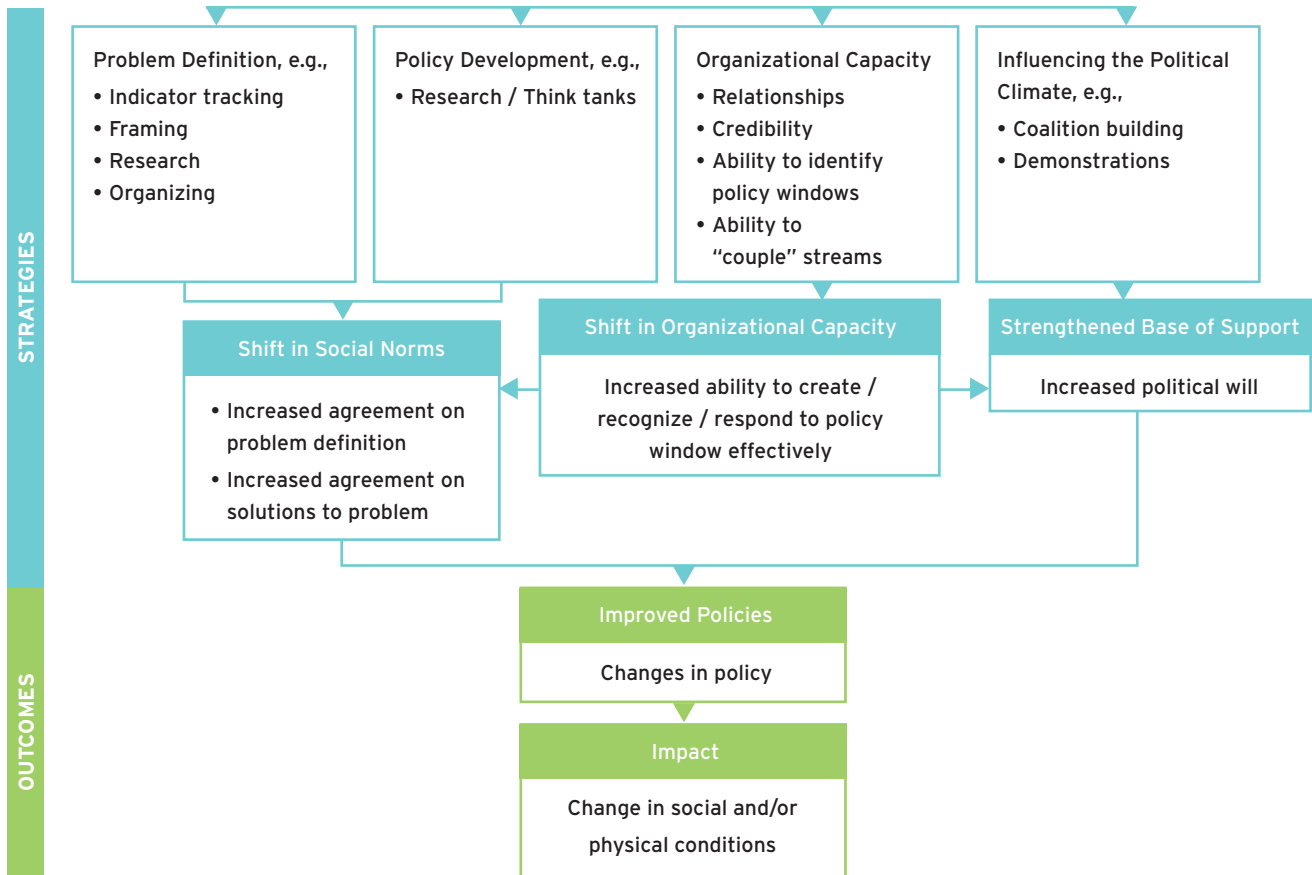 STRATEGIES
Problem Definition, e.g.,
• Indicator tracking
• Framing
• Research
• Organizing
Policy Development, e.g.,
• Research / Think tanks
Organizational Capacity
• Relationships
• Credibility
• Ability to identify
policy windows
• Ability to
“couple” streams
Influencing the Political
Climate, e.g.,
• Coalition building
• Demonstrations
Shift in Social Norms
• Increased agreement on
problem definition
• Increased agreement on
solutions to problem
Shift in Organizational Capacity
Increased ability to create /
recognize / respond to policy
window effectively
Strengthened Base of Support
Increased political will
OUTCOMES
Improved Policies
Changes in policy
Impact
Change in social and/or
physical conditions